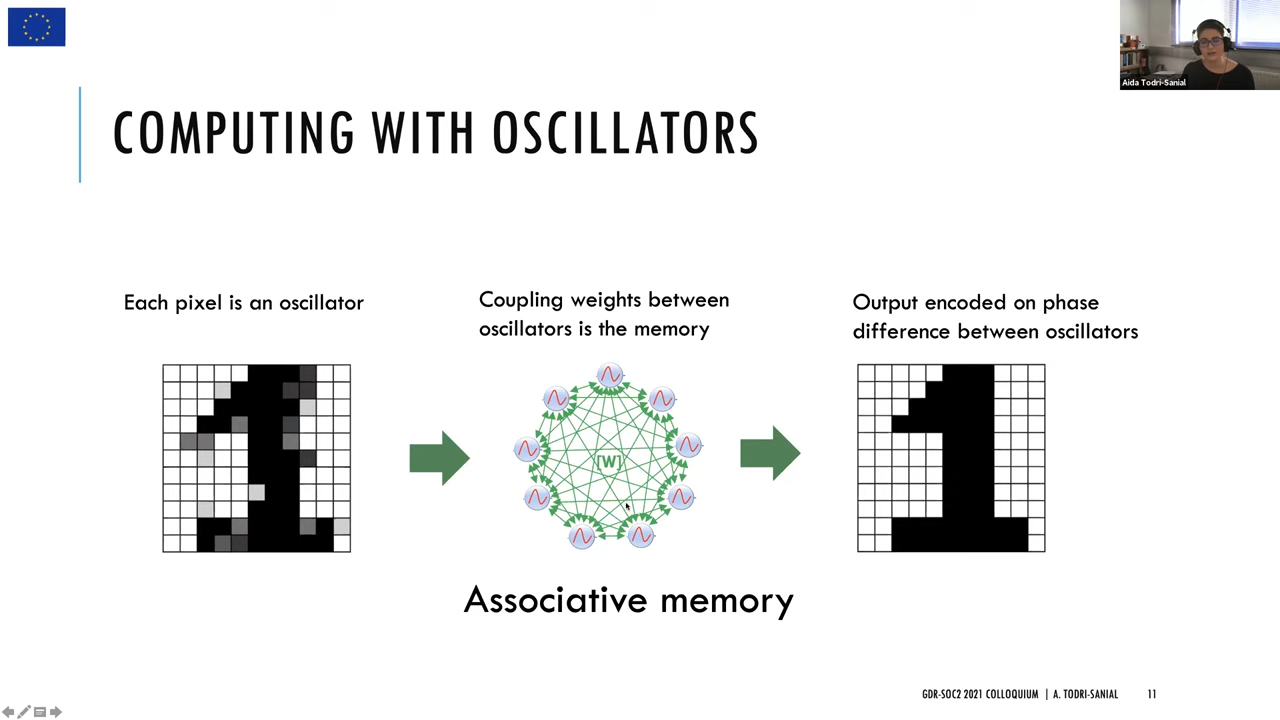 Aida Todri-Sanial
COMPUTING WITH OSCILLATORS
Each pixel is an oscillator
Coupling weights between
oscillators is the memory
Output encoded on phase
difference between oscillators
[W]
Associative memory
GDR-SOC2 2021 COLLOQUIUM | A. TODRI-SANIAL 11